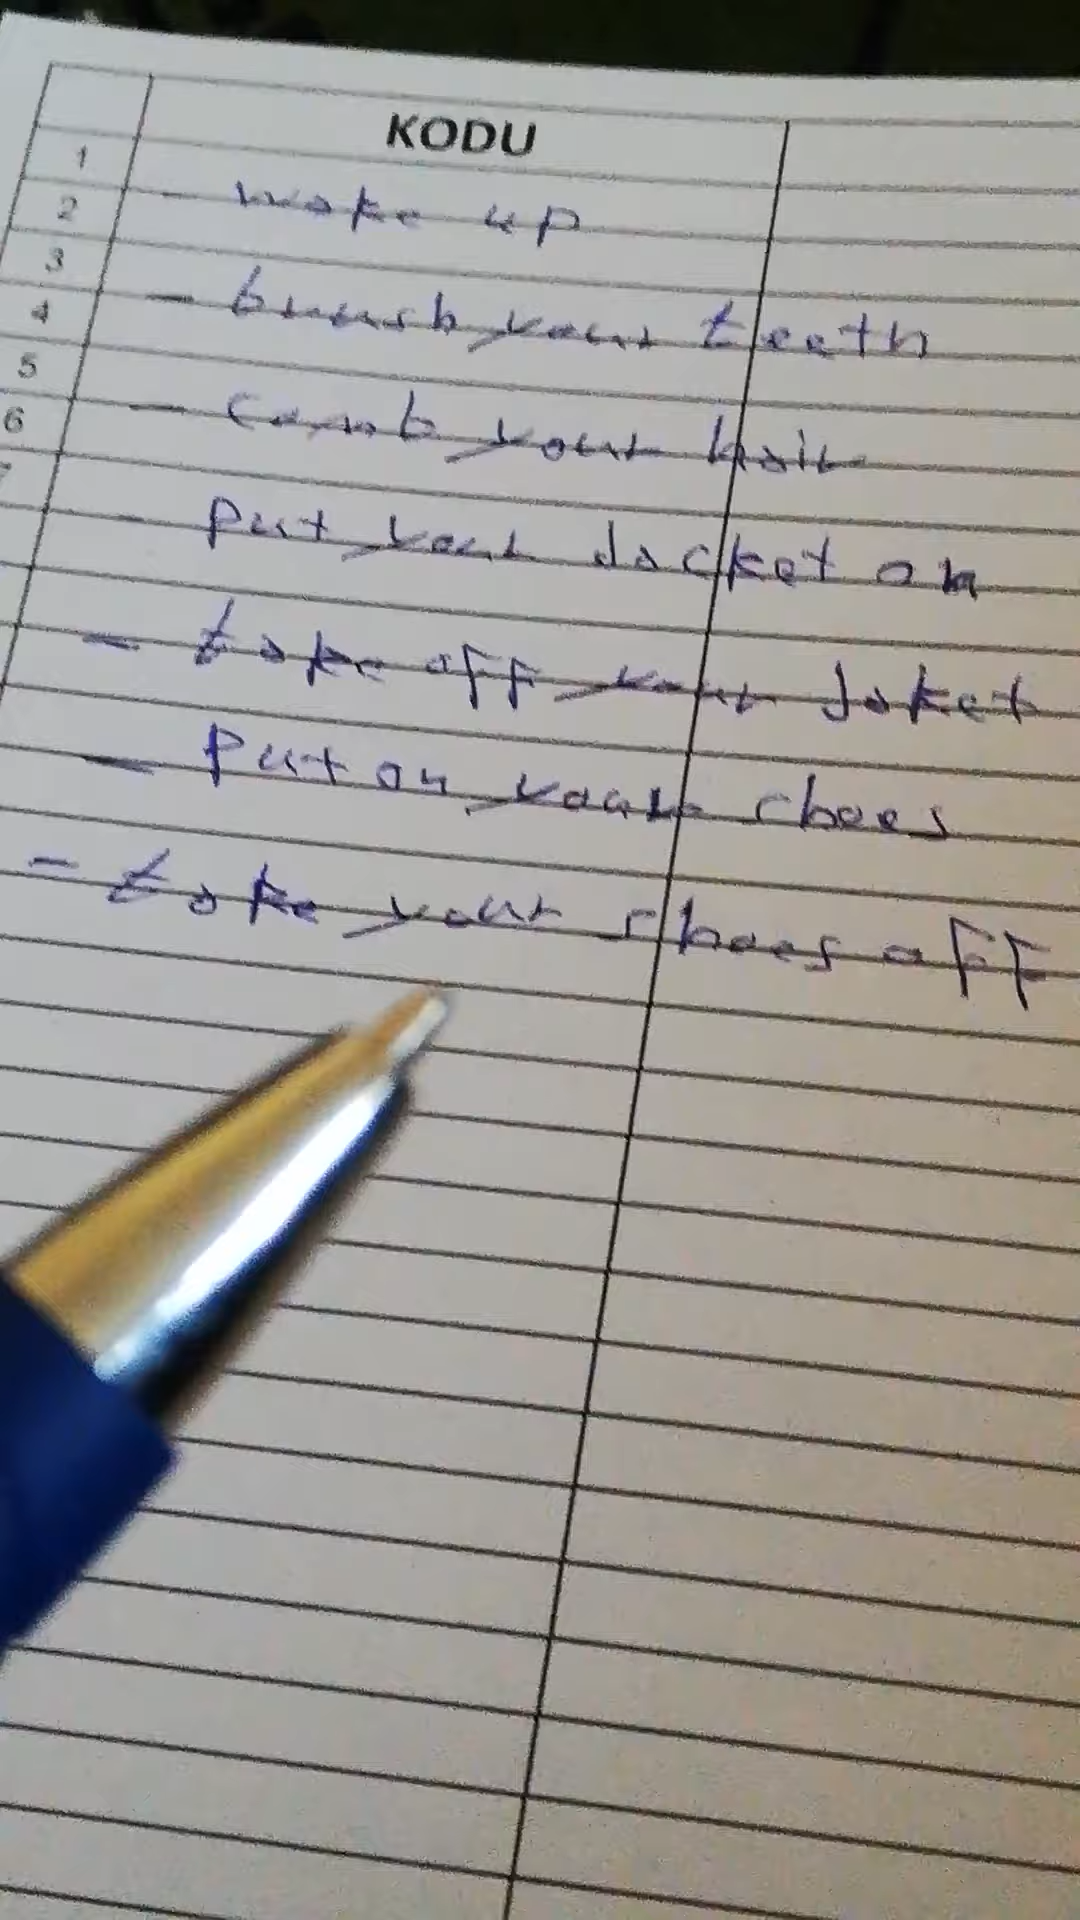 KODU
1
2
3
4
5
6
7
- wake up
- brush your teeth
- comb your hair
- put your Jacket on
- take off your Jaket
- Put on your shoes
- take your shoes off